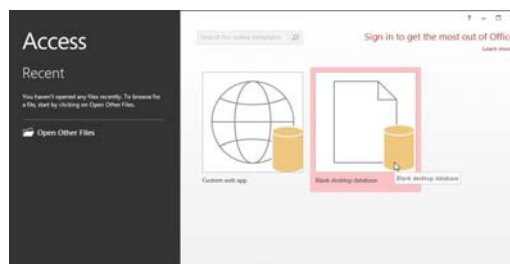 Access
Recent
You haven't opened any files recently. To browse for
a file, start by clicking on Open Other Files.
Open Other Files
Search for online templates
Sign in to get the most out of Offic
Learn mor
Custom web app
Blank desktop database
Blank desktop database